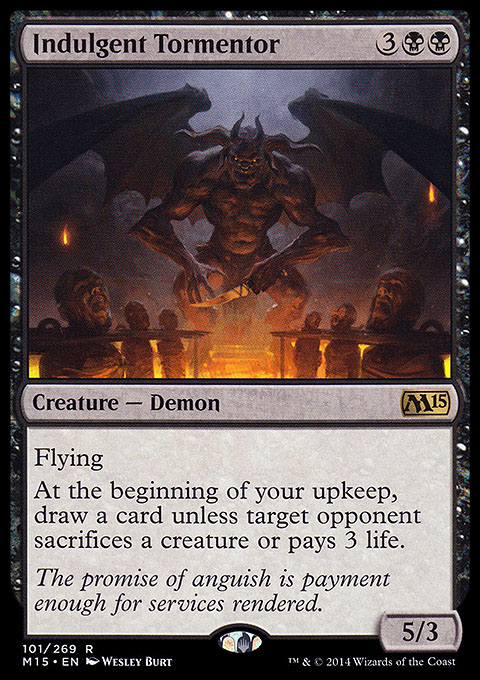 Indulgent Tormentor 3
Creature — Demon M15
Flying
At the beginning of your upkeep,
draw a card unless target opponent
sacrifices a creature or pays 3 life.
The promise of anguish is payment
enough for services rendered.
5/3
101/269 R
M15 • EN Wesley Burt ™ & © 2014 Wizards of the Coast